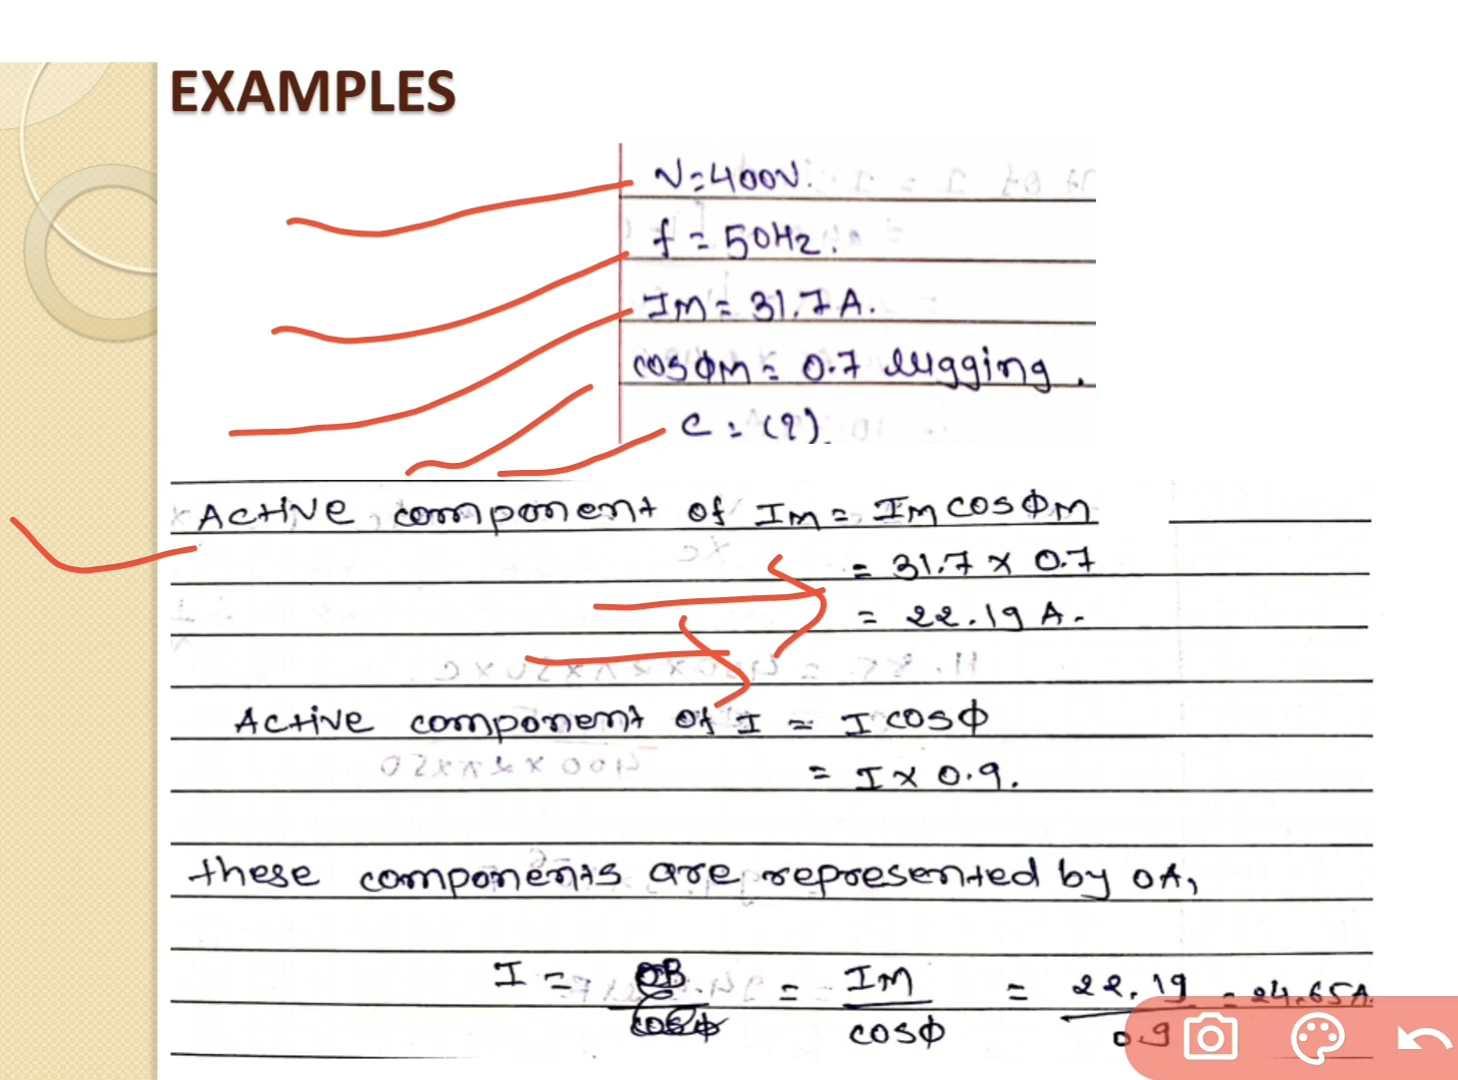 EXAMPLES
V=400V.
f = 50Hz.
IM = 31.7A.
cosϕM = 0.7 lagging.
C = (?).
Active component of IM = IM cosϕM
= 31.7 x 0.7
= 22.19 A.
Active component of I = I cosϕ
= I x 0.9.
these components are represented by OA,
I = = IM/cosϕ = 22.19/0.9 = 24.65A.